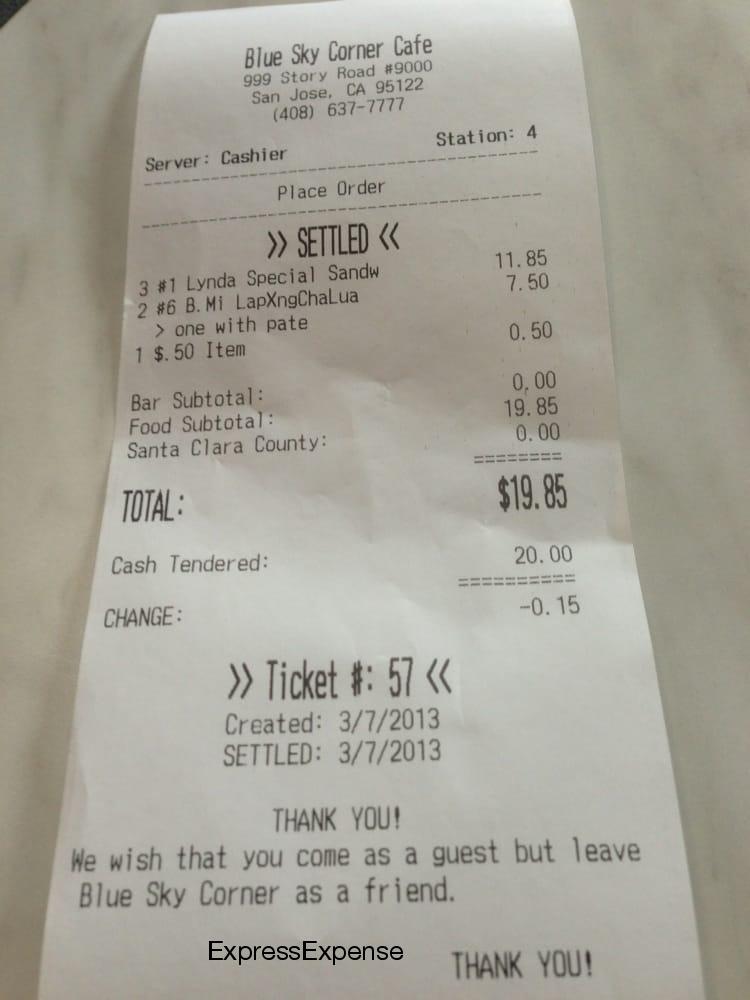 Blue Sky Corner Cafe
999 Story Road #9000
San Jose, CA 95122
(408) 637-7777
Server: Cashier Station: 4
Place Order
>> SETTLED <<
3 #1 Lynda Special Sandw 11.85
2 #6 B.Mi LapXngChaLua 7.50
> one with pate
1 $.50 Item 0.50
Bar Subtotal: 0.00
Food Subtotal: 19.85
Santa Clara County: 0.00
========
TOTAL: $19.85
Cash Tendered: 20.00
==========
CHANGE: -0.15
>> Ticket #: 57 <<
Created: 3/7/2013
SETTLED: 3/7/2013
THANK YOU!
We wish that you come as a guest but leave
Blue Sky Corner as a friend.
ExpressExpense
THANK YOU!